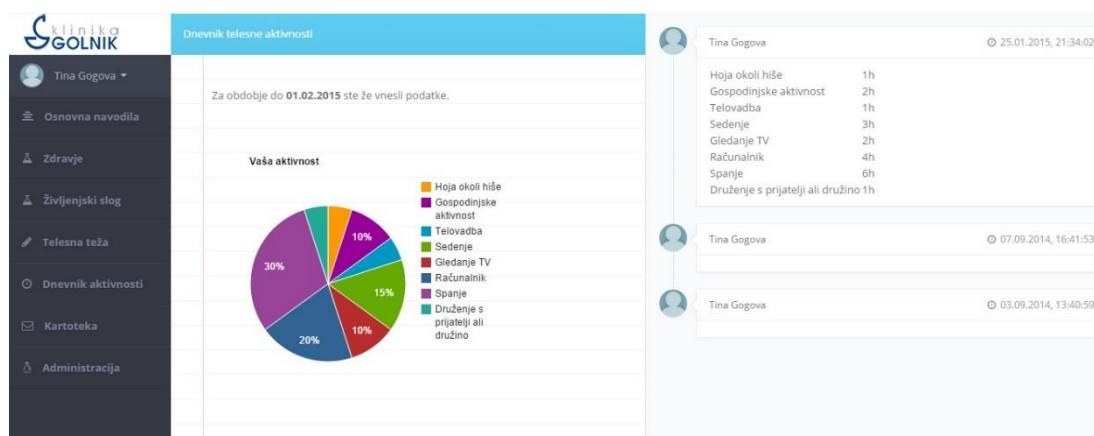 klinika
GOLNIK
Tina Gogova
Osnovna navodila
Zdravje
Življenjski slog
Telesna teža
Dnevnik aktivnosti
Kartoteka
Administracija
Dnevnik telesne aktivnosti
Za obdobje do 01.02.2015 ste že vnesli podatke.
Vaša aktivnost
10%
15%
10%
20%
30%
Hoja okoli hiše
Gospodinjske
aktivnost
Telovadba
Sedenje
Gledanje TV
Računalnik
Spanje
Druženje s
prijatelji ali
družino
Tina Gogova 25.01.2015, 21:34:02
Hoja okoli hiše 1h
Gospodinjske aktivnost 2h
Telovadba 1h
Sedenje 3h
Gledanje TV 2h
Računalnik 4h
Spanje 6h
Druženje s prijatelji ali družino 1h
Tina Gogova 07.09.2014, 16:41:53
Tina Gogova 03.09.2014, 13:40:59